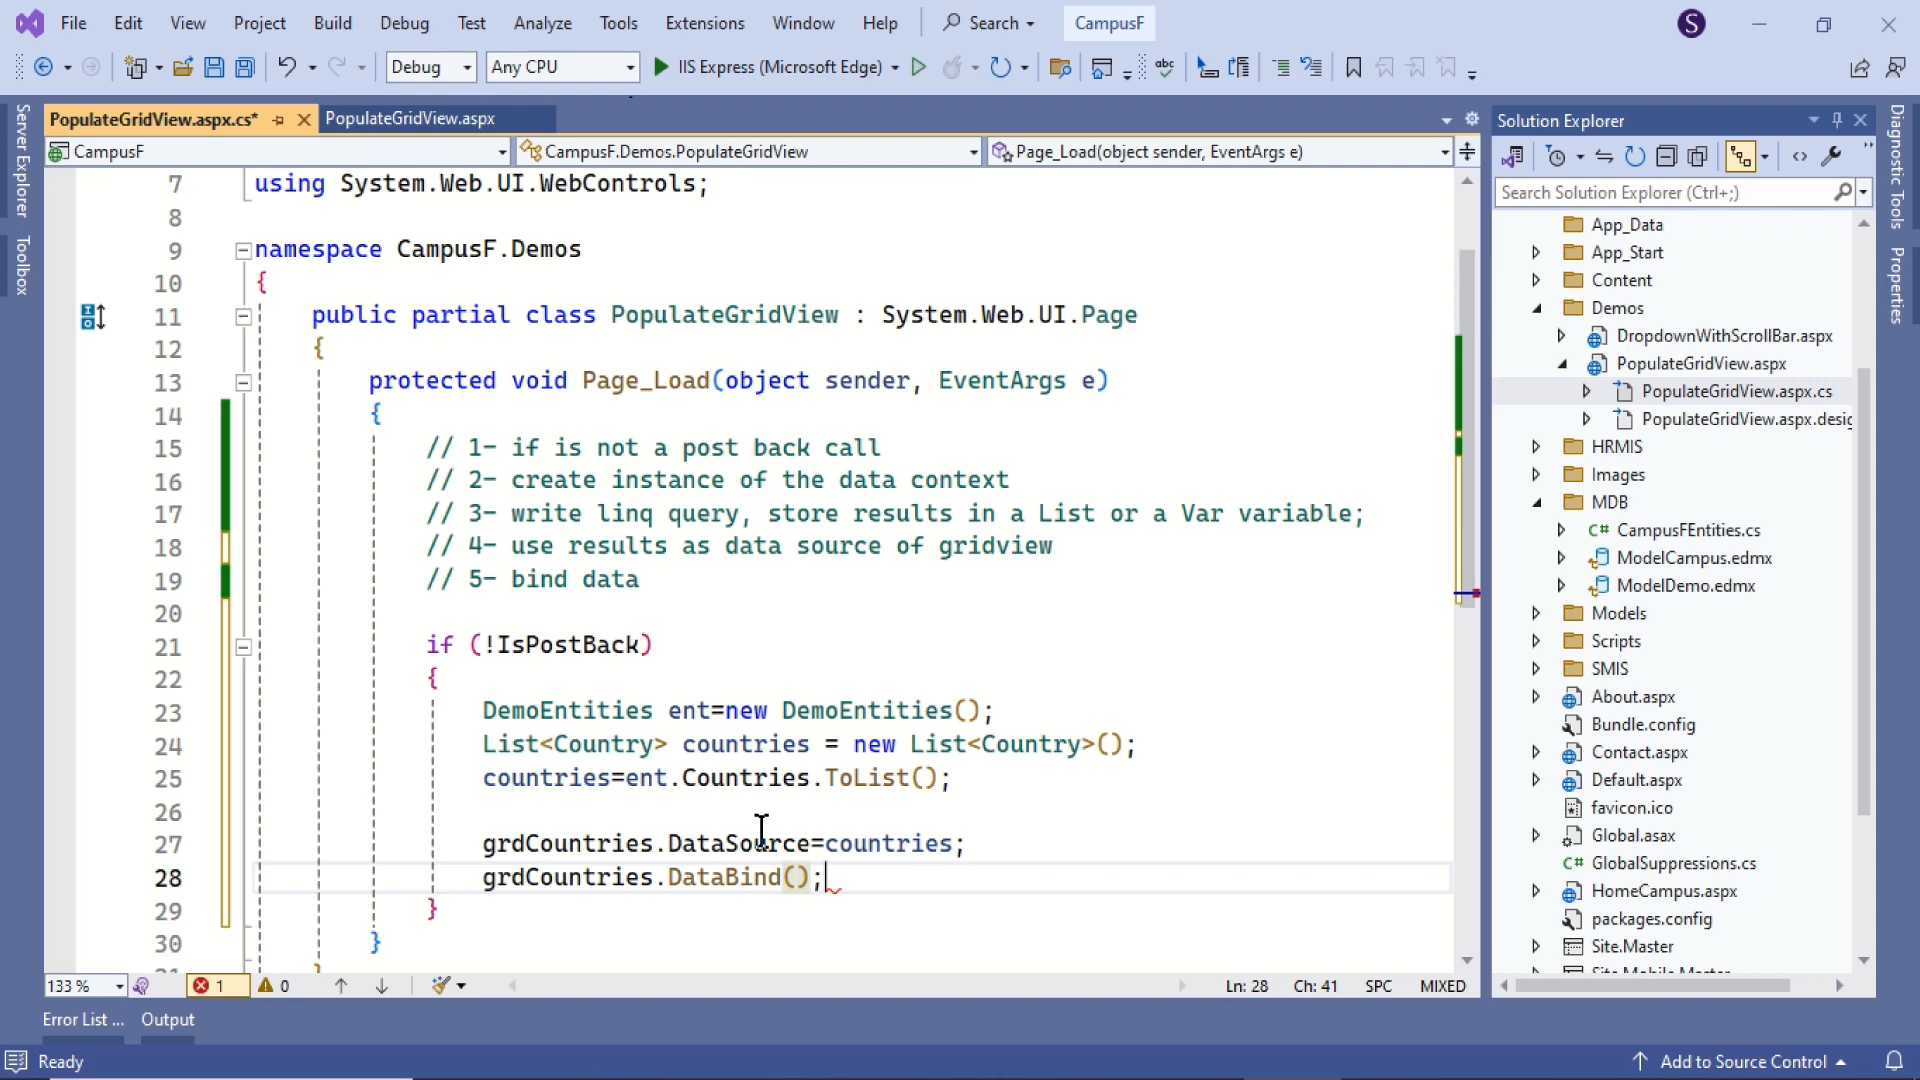 File Edit View Project Build Debug Test Analyze Tools Extensions Window Help Search CampusF S
Debug Any CPU IIS Express (Microsoft Edge)
PopulateGridView.aspx.cs* PopulateGridView.aspx
CampusF CampusF.Demos.PopulateGridView Page_Load(object sender, EventArgs e)
Server Explorer
Toolbox
7 using System.Web.UI.WebControls;
8
9 namespace CampusF.Demos
10 {
11 public partial class PopulateGridView : System.Web.UI.Page
12 {
13 protected void Page_Load(object sender, EventArgs e)
14 {
15 // 1- if is not a post back call
16 // 2- create instance of the data context
17 // 3- write linq query, store results in a List or a Var variable;
18 // 4- use results as data source of gridview
19 // 5- bind data
20
21 if (!IsPostBack)
22 {
23 DemoEntities ent=new DemoEntities();
24 List<Country> countries = new List<Country>();
25 countries=ent.Countries.ToList();
26
27 grdCountries.DataSource=countries;
28 grdCountries.DataBind();
29 }
30 }
133 % 1 0 Ln: 28 Ch: 41 SPC MIXED
Solution Explorer
Search Solution Explorer (Ctrl+;)
App_Data
App_Start
Content
Demos
DropdownWithScrollBar.aspx
PopulateGridView.aspx
PopulateGridView.aspx.cs
PopulateGridView.aspx.desig
HRMIS
Images
MDB
C# CampusFEntities.cs
ModelCampus.edmx
ModelDemo.edmx
Models
Scripts
SMIS
About.aspx
Bundle.config
Contact.aspx
Default.aspx
favicon.ico
Global.asax
C# GlobalSuppressions.cs
HomeCampus.aspx
packages.config
Site.Master
Diagnostic Tools
Properties
Error List ... Output
Ready Add to Source Control